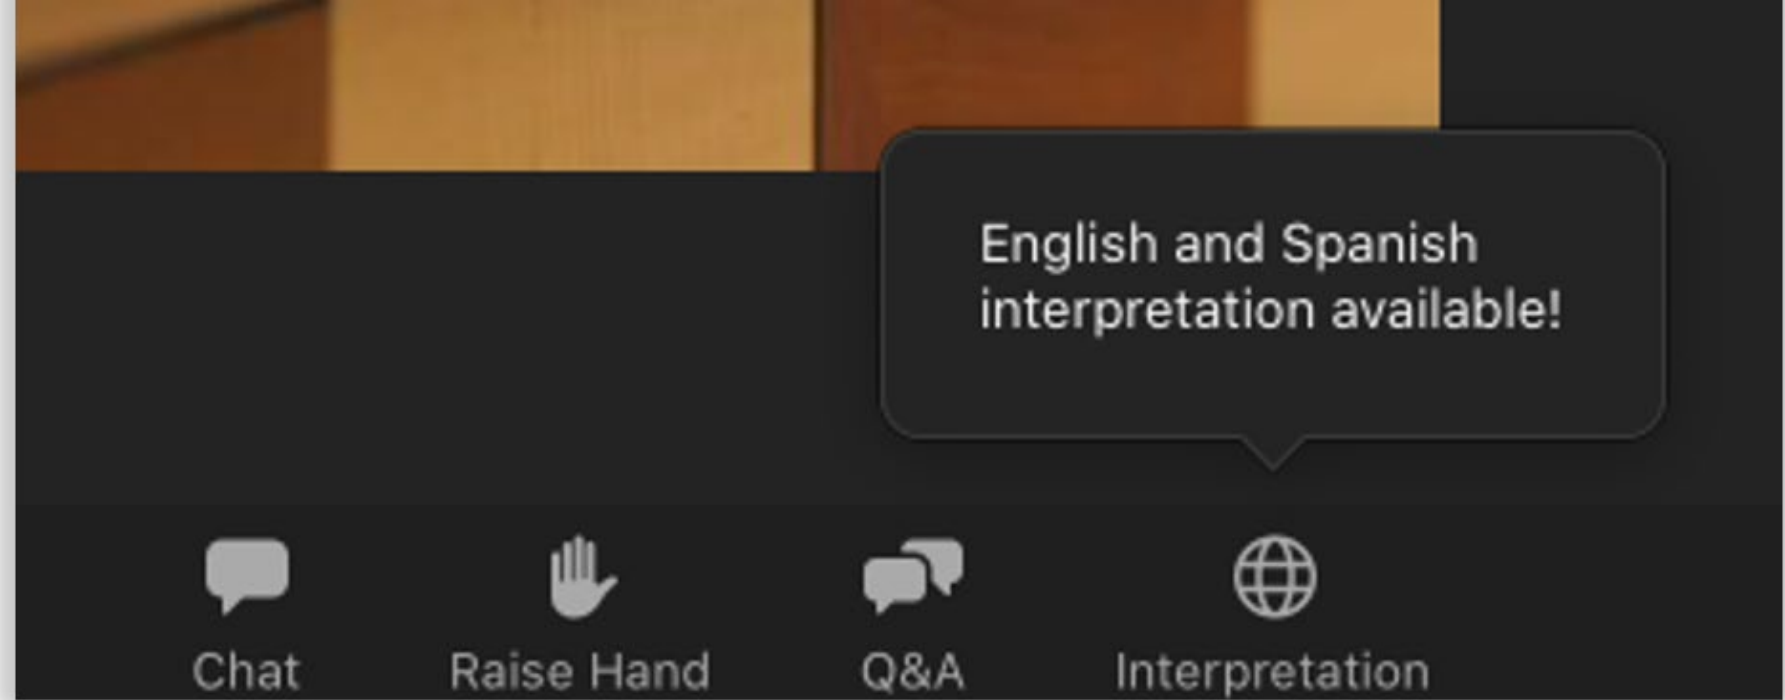 English and Spanish
interpretation available!
Chat
Raise Hand
Q&A
Interpretation